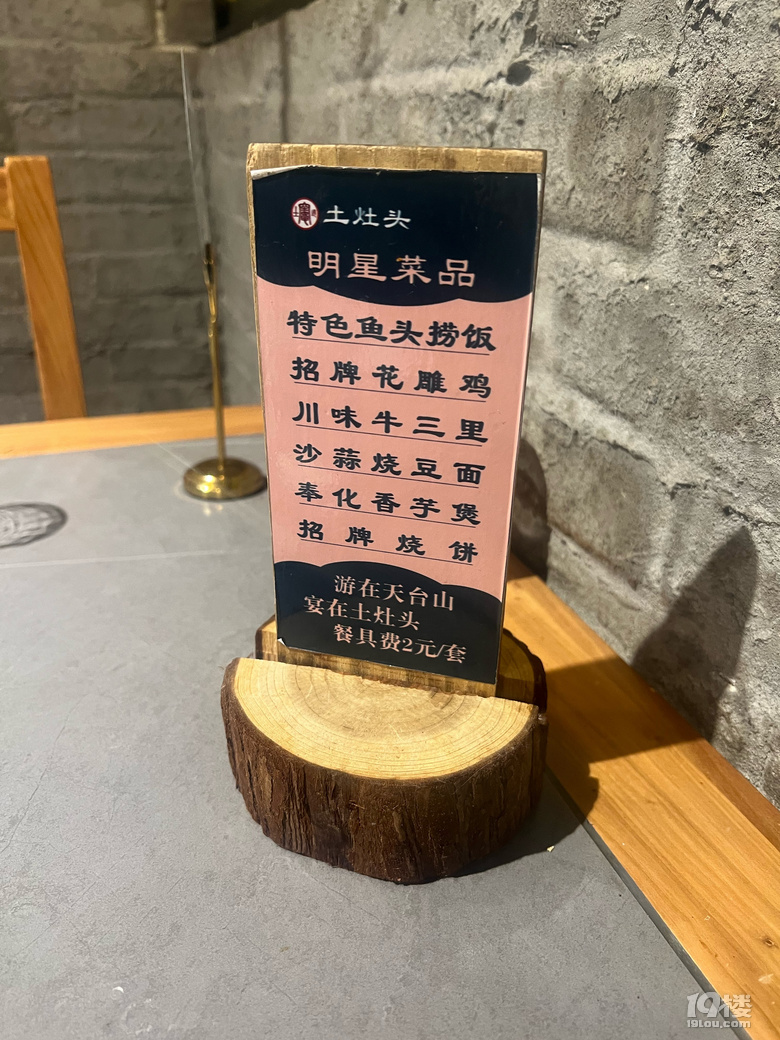 土灶头
明星菜品
特色鱼头捞饭
招牌花雕鸡
川味牛三里
沙蒜烧豆面
奉化香芋煲
招牌烧饼
游在天台山
宴在土灶头
餐具费2元/套
19楼
19lou.com